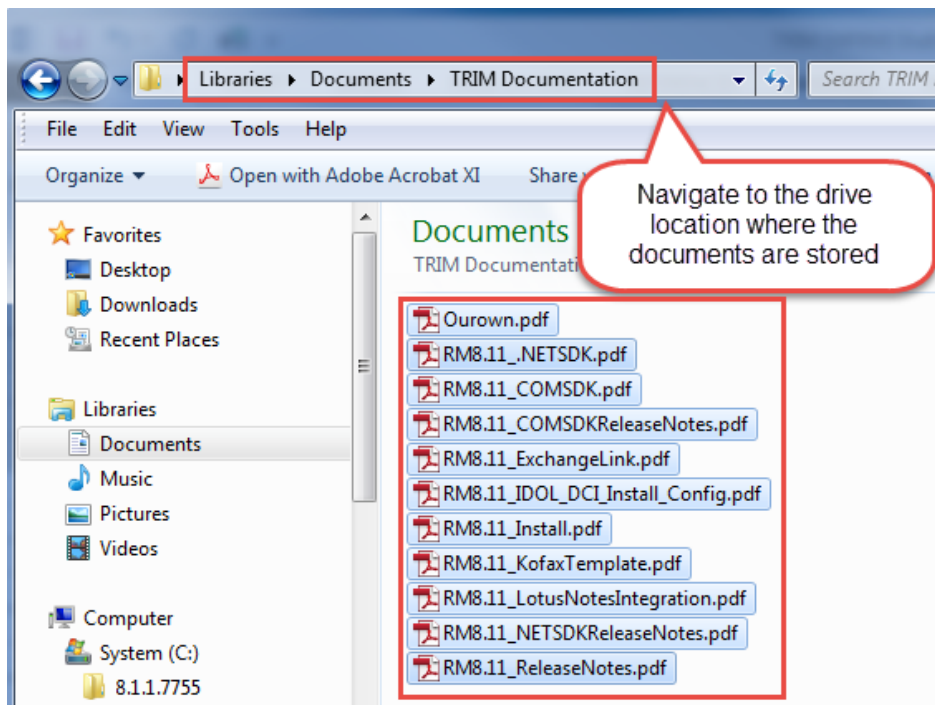 Libraries ▸ Documents ▸ TRIM Documentation
Search TRIM
File Edit View Tools Help
Organize Open with Adobe Acrobat XI Share
Navigate to the drive
location where the
documents are stored
Favorites
Desktop
Downloads
Recent Places
Libraries
Documents
Music
Pictures
Videos
Computer
System (C:)
8.1.1.7755
Documents
TRIM Documentati
Ourown.pdf
RM8.11_.NETSDK.pdf
RM8.11_COMSDK.pdf
RM8.11_COMSDKReleaseNotes.pdf
RM8.11_ExchangeLink.pdf
RM8.11_IDOL_DCI_Install_Config.pdf
RM8.11_Install.pdf
RM8.11_KofaxTemplate.pdf
RM8.11_LotusNotesIntegration.pdf
RM8.11_NETSDKReleaseNotes.pdf
RM8.11_ReleaseNotes.pdf